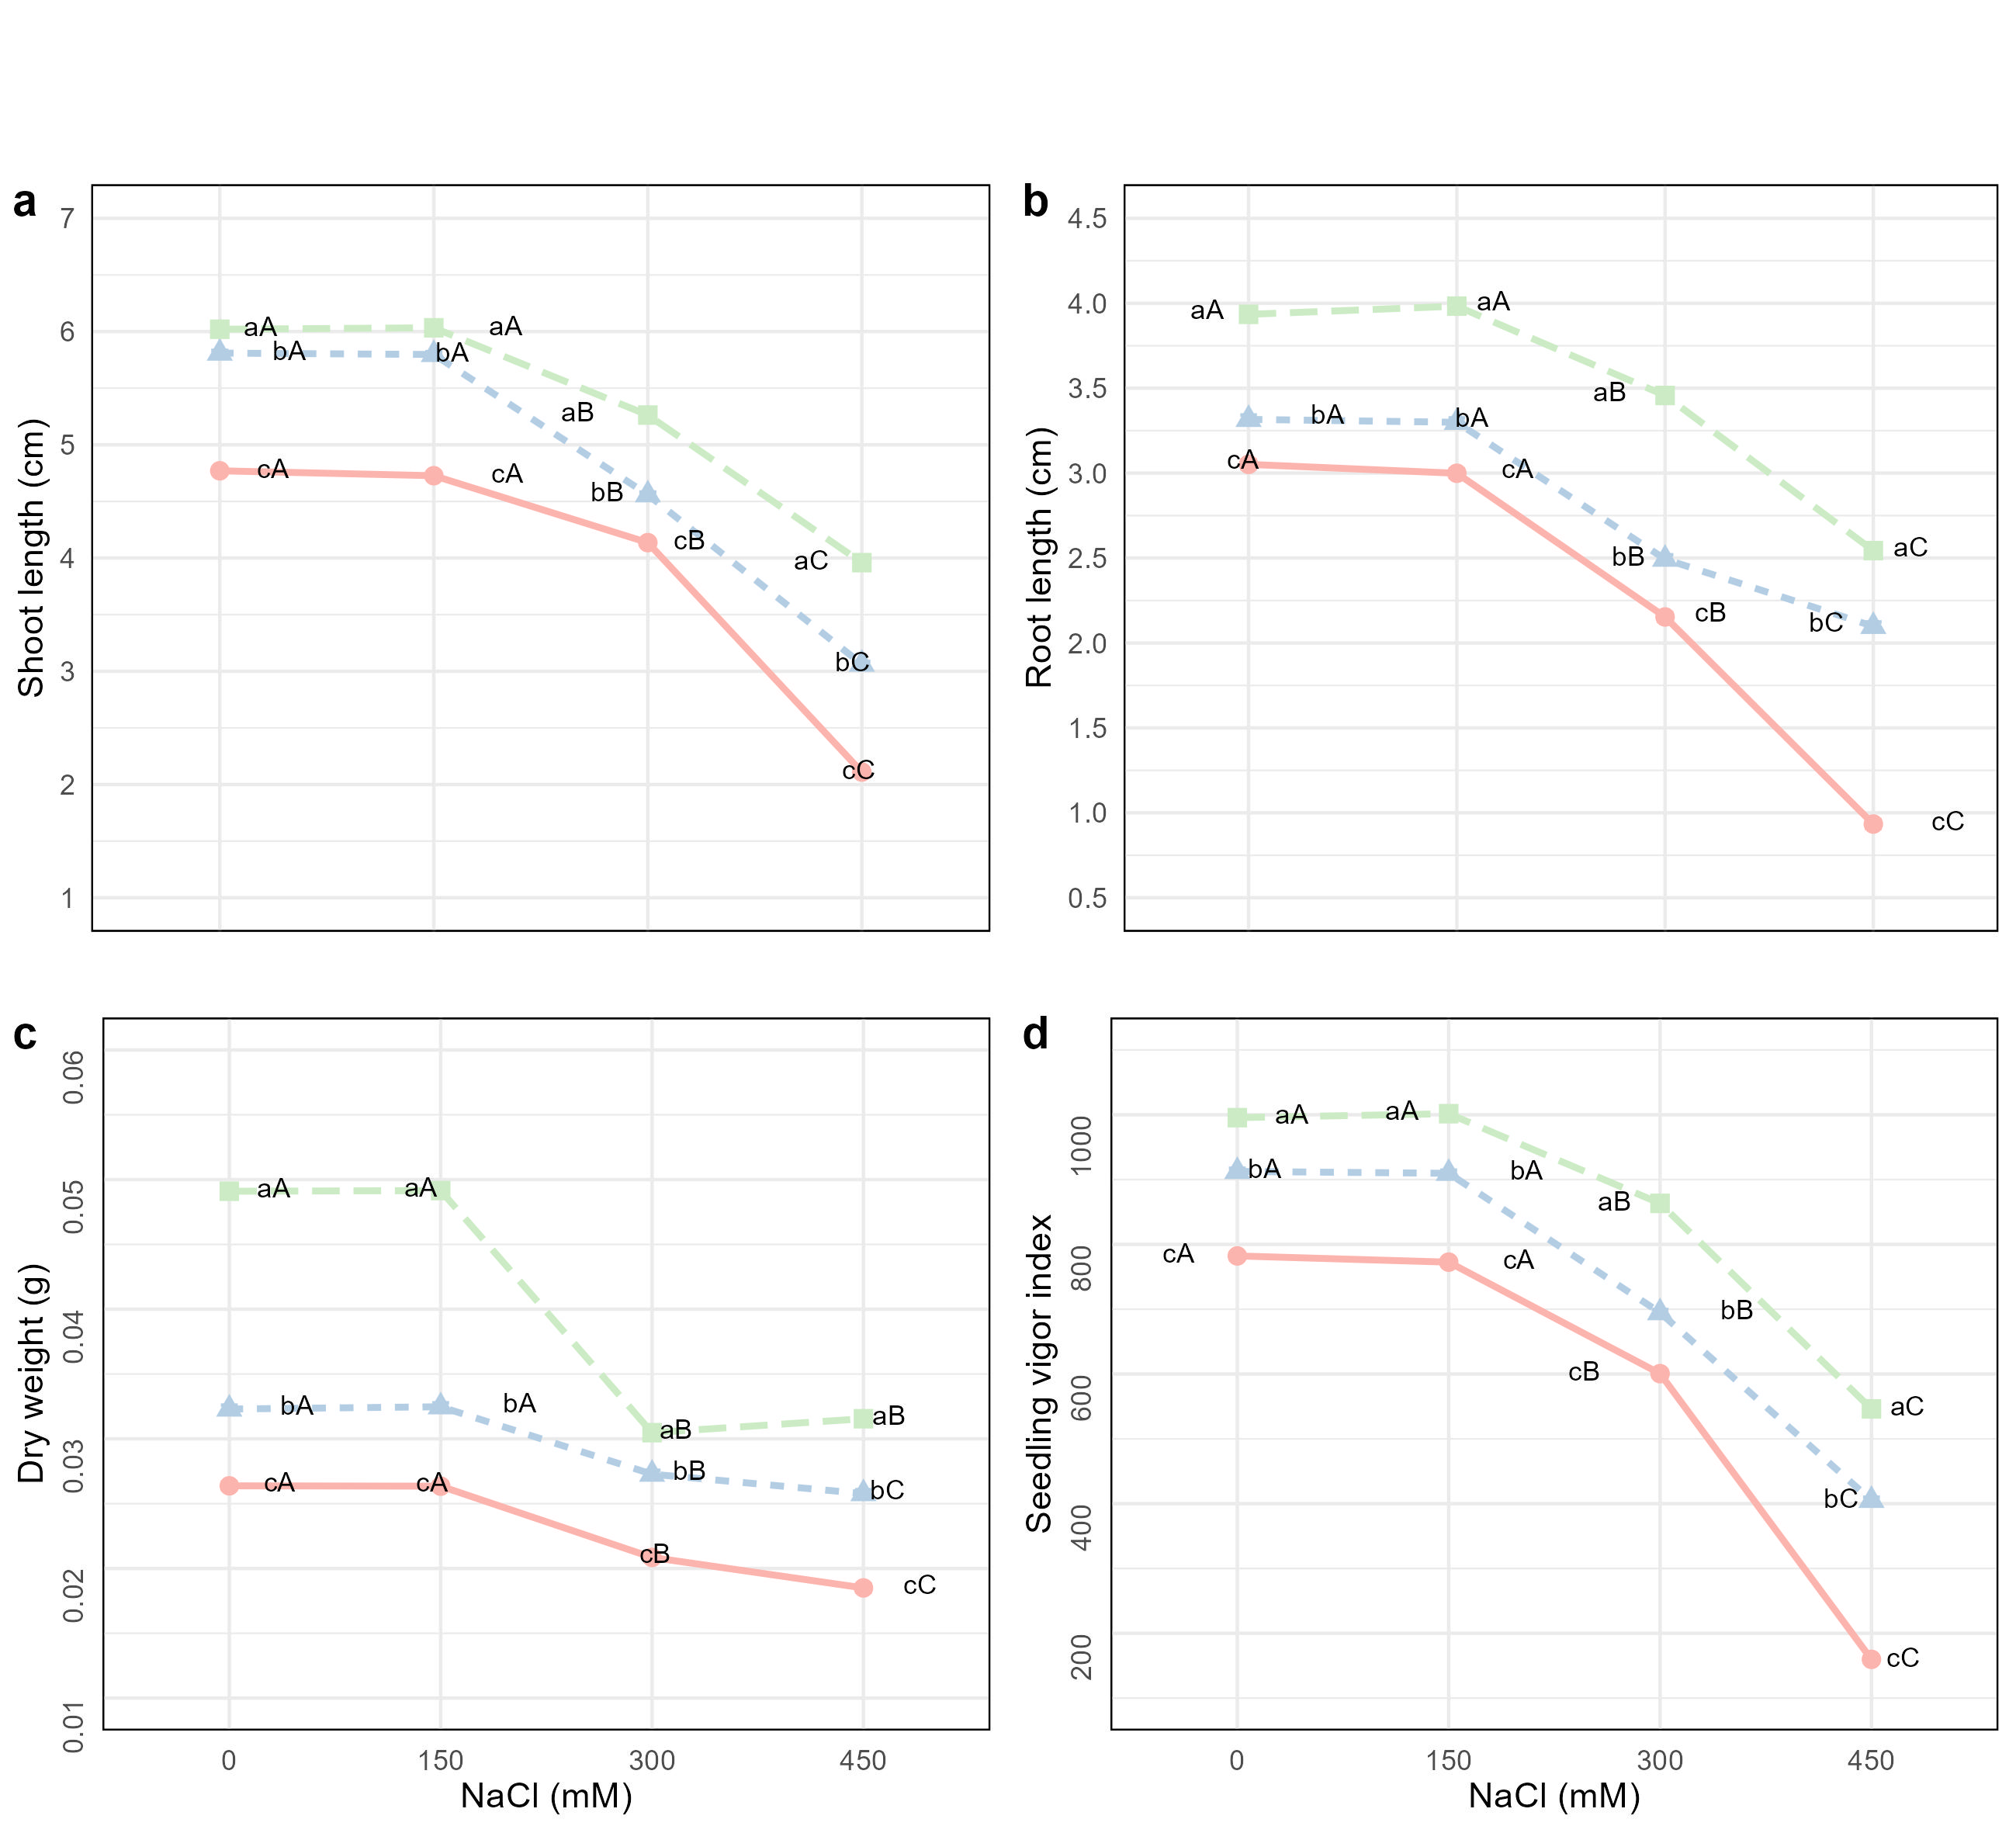 a
7
6
5
4
3
2
1
Shoot length (cm)
aA
aA
bA
bA
aB
cA
cA
bB
cB
aC
bC
cC
b
4.5
4.0
3.5
3.0
2.5
2.0
1.5
1.0
0.5
Root length (cm)
aA
aA
aB
bA
bA
cA
cA
aC
bB
cB
bC
cC
c
0.06
0.05
0.04
0.03
0.02
0.01
Dry weight (g)
aA
aA
bA
bA
aB
aB
bB
cA
cA
bC
cB
cC
0
150
300
450
NaCl (mM)
d
1000
800
600
400
200
Seedling vigor index
aA
aA
bA
bA
aB
cA
cA
bB
cB
aC
bC
cC
0
150
300
450
NaCl (mM)